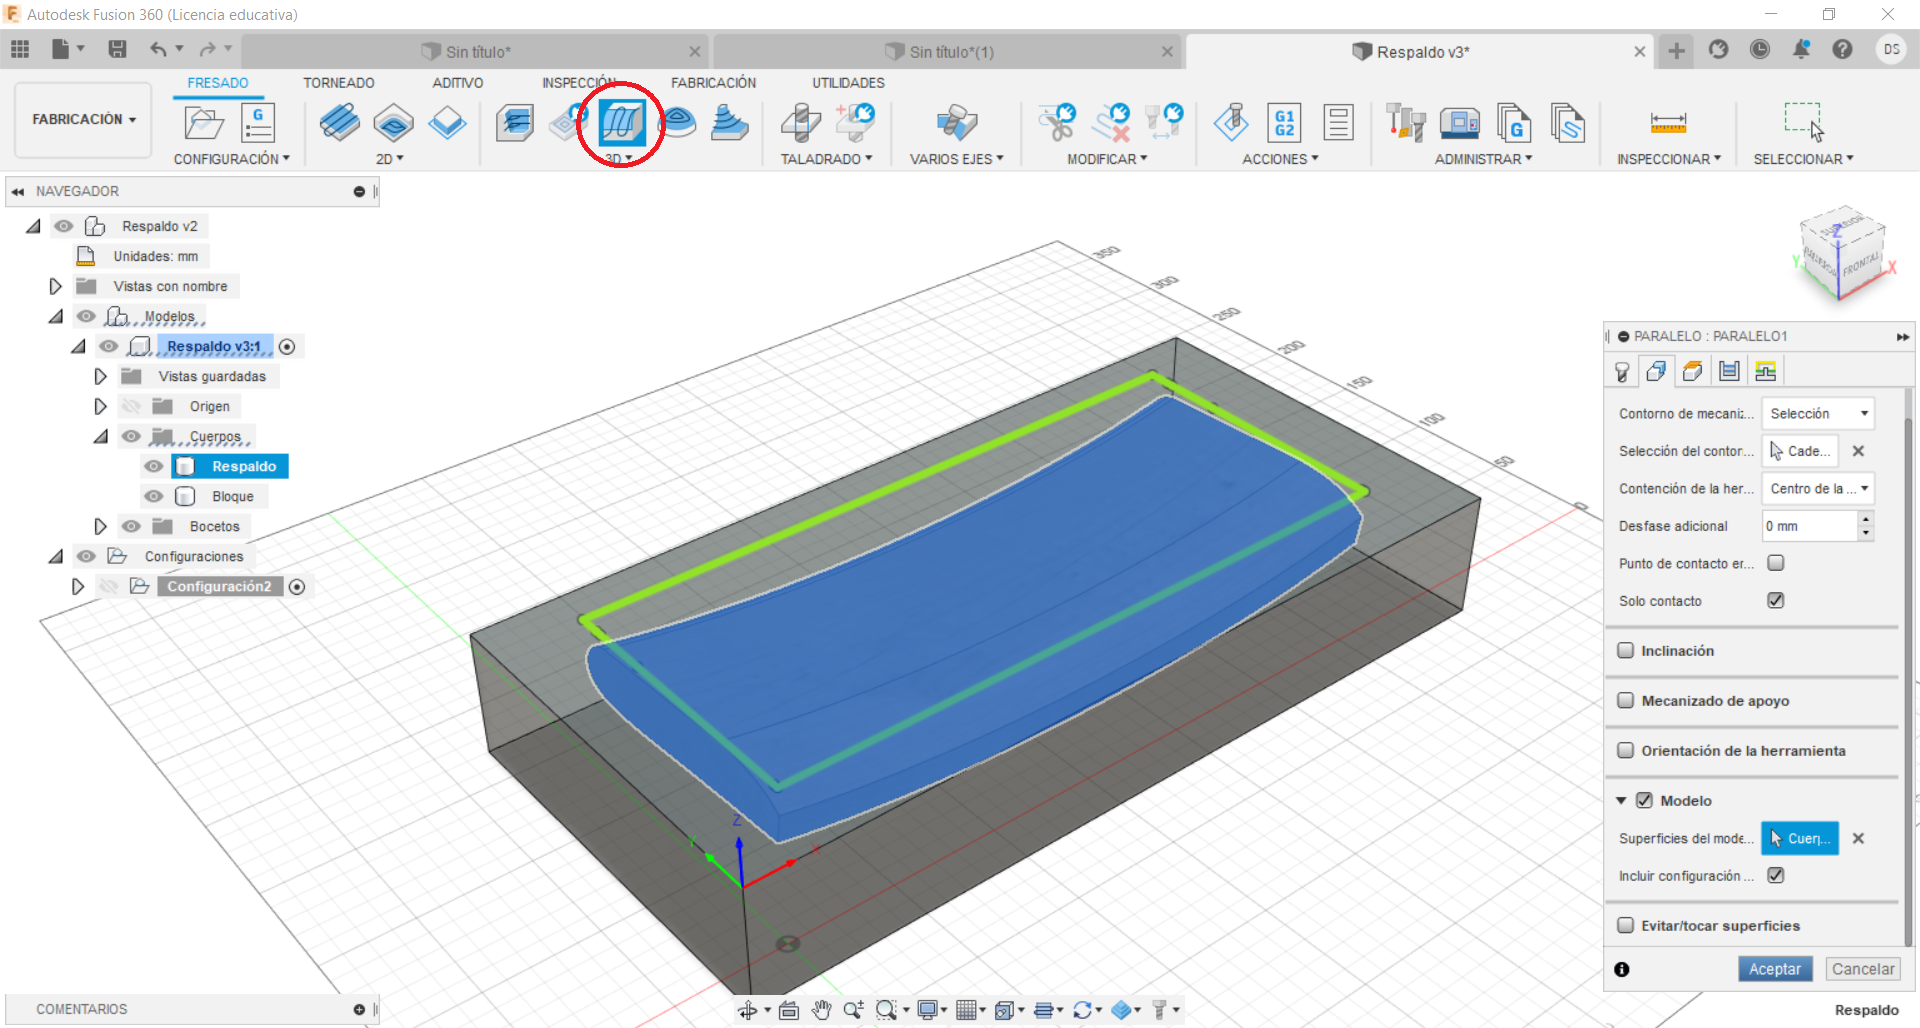 Autodesk Fusion 360 (Licencia educativa)
Sin título*
Sin título*(1)
Respaldo v3*
DS
FRESADO
TORNEADO
ADITIVO
INSPECCIÓN
FABRICACIÓN
UTILIDADES
FABRICACIÓN
G
G1
G2
G
CONFIGURACIÓN
2D
3D
TALADRADO
VARIOS EJES
MODIFICAR
ACCIONES
ADMINISTRAR
INSPECCIONAR
SELECCIONAR
NAVEGADOR
Respaldo v2
Unidades: mm
Vistas con nombre
Modelos
Respaldo v3:1
Vistas guardadas
Origen
Cuerpos
Respaldo
Bloque
Bocetos
Configuraciones
Configuración2
350
300
250
200
150
100
50
0
Z
Y
X
FRONTAL
Z
Y
X
PARALELO : PARALELO1
Contorno de mecaniz... Selección
Selección del contor... Cade...
Contención de la her... Centro de la ...
Desfase adicional 0 mm
Punto de contacto er...
Solo contacto
Inclinación
Mecanizado de apoyo
Orientación de la herramienta
Modelo
Superficies del mode... Cuer...
Incluir configuración ...
Evitar/tocar superficies
Aceptar Cancelar
COMENTARIOS
Respaldo